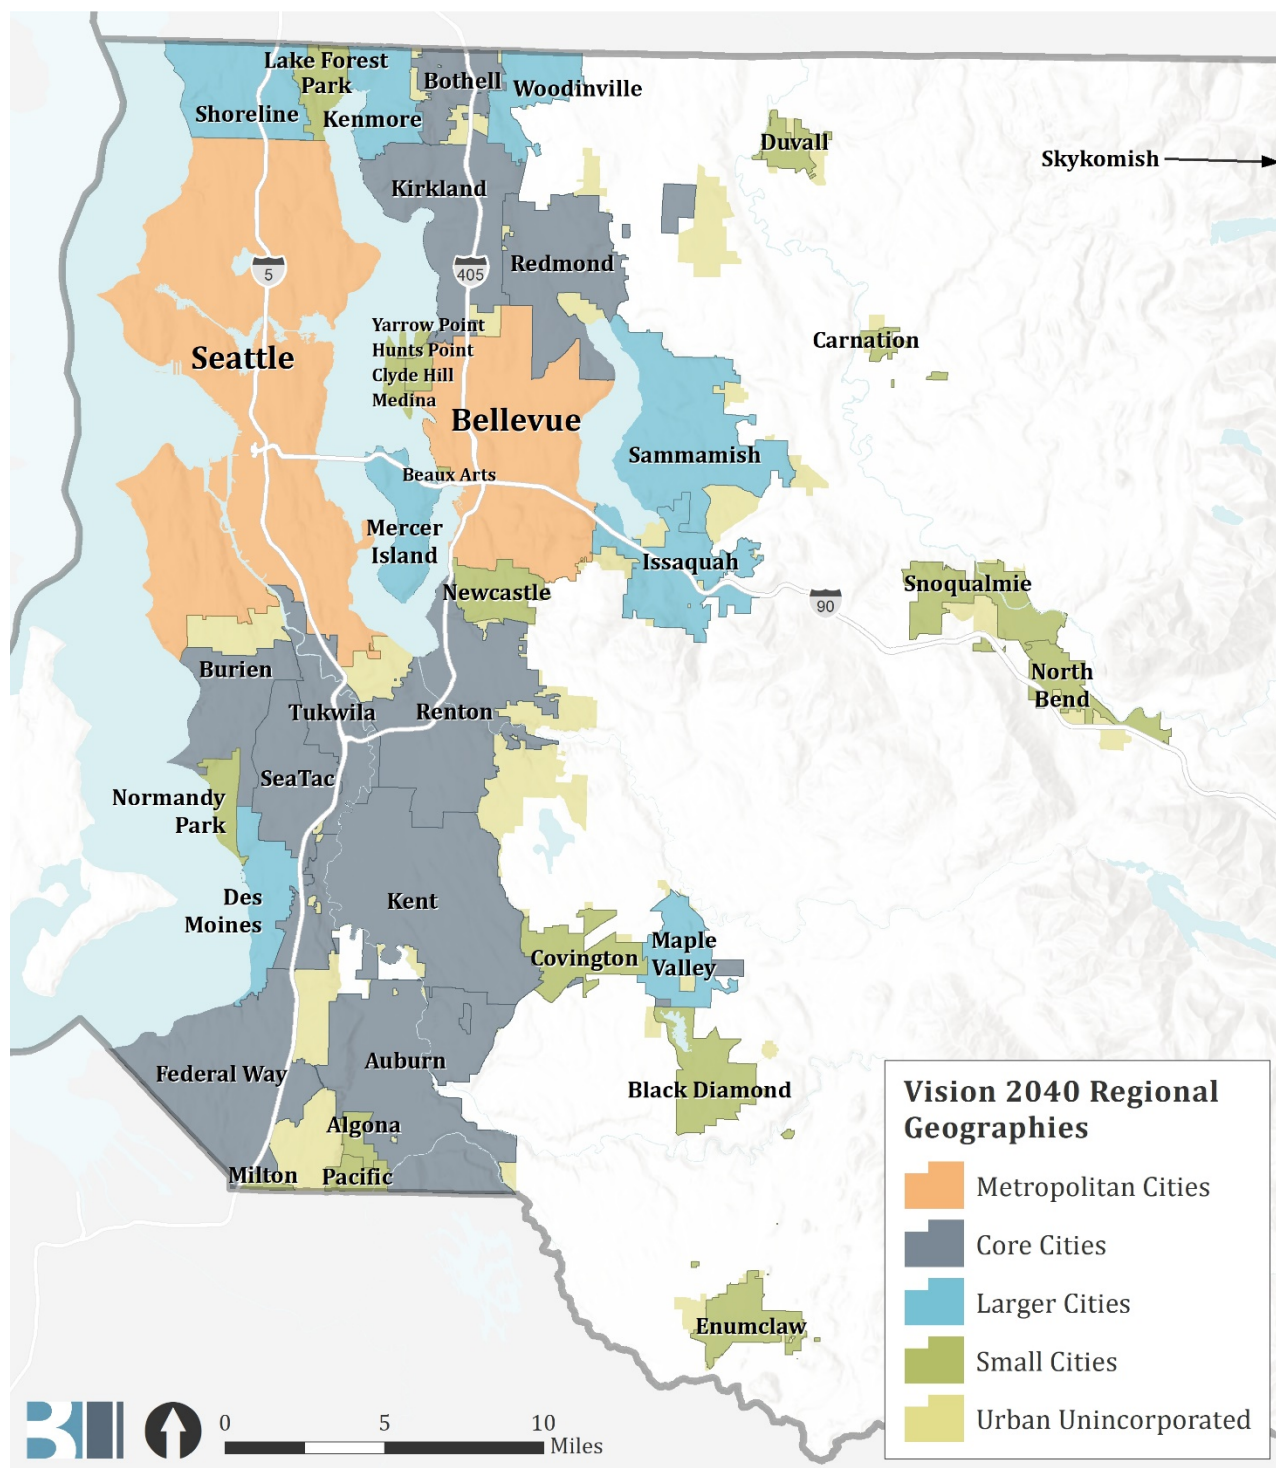 Lake Forest
Park
Bothell
Woodinville
Shoreline
Kenmore
Duvall
Skykomish
Kirkland
Redmond
5
405
Yarrow Point
Hunts Point
Clyde Hill
Medina
Carnation
Seattle
Bellevue
Sammamish
Beaux Arts
Mercer
Island
Issaquah
Newcastle
Snoqualmie
90
North
Bend
Burien
Tukwila
Renton
SeaTac
Normandy
Park
Des
Moines
Kent
Covington
Maple
Valley
Federal Way
Auburn
Black Diamond
Algona
Milton
Pacific
Enumclaw
Vision 2040 Regional
Geographies
Metropolitan Cities
Core Cities
Larger Cities
Small Cities
Urban Unincorporated
0 5 10
Miles